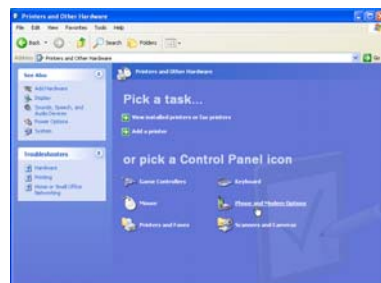 Printers and Other Hardware
File Edit View Favorites Tools Help
Back Search Folders
Address Printers and Other Hardware Go
See Also
Add Hardware
Display
Sounds, Speech, and Audio Devices
Power Options
System
Troubleshooters
Hardware
Printing
Home or Small Office Networking
Printers and Other Hardware
Pick a task...
View installed printers or fax printers
Add a printer
or pick a Control Panel icon
Game Controllers
Keyboard
Mouse
Phone and Modem Options
Printers and Faxes
Scanners and Cameras